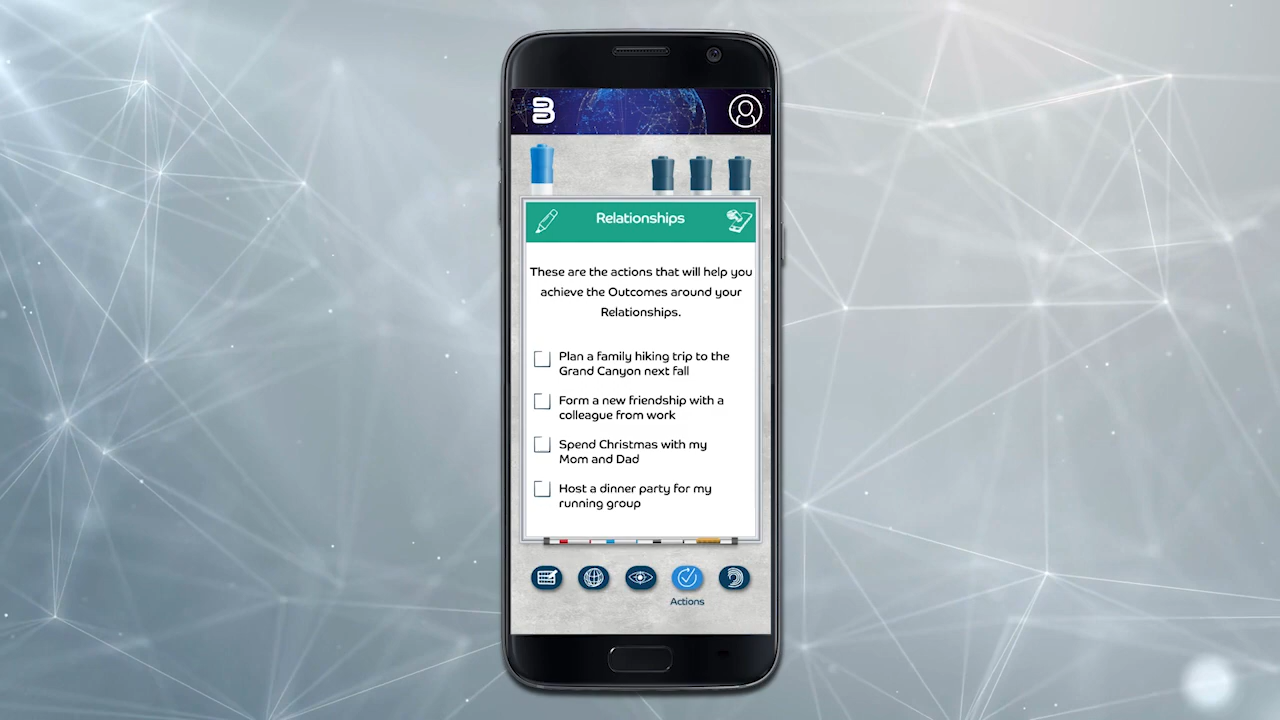 Relationships
These are the actions that will help you
achieve the Outcomes around your
Relationships.
Plan a family hiking trip to the
Grand Canyon next fall
Form a new friendship with a
colleague from work
Spend Christmas with my
Mom and Dad
Host a dinner party for my
running group
Actions